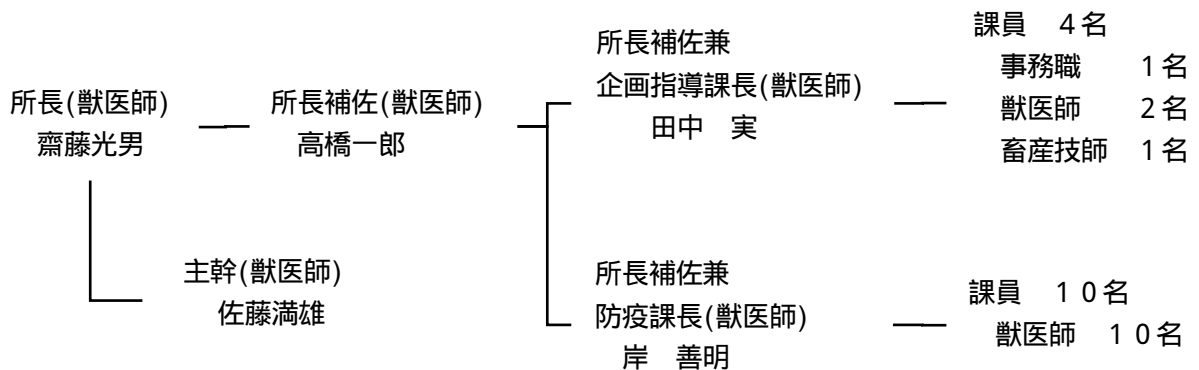 所長(獣医師)
齋藤光男
所長補佐(獣医師)
高橋一郎
所長補佐兼
企画指導課長(獣医師)
田中　実
課員　4名
事務職　　1名
獣医師　　2名
畜産技師　1名
主幹(獣医師)
佐藤満雄
所長補佐兼
防疫課長(獣医師)
岸　善明
課員　10名
獣医師　10名